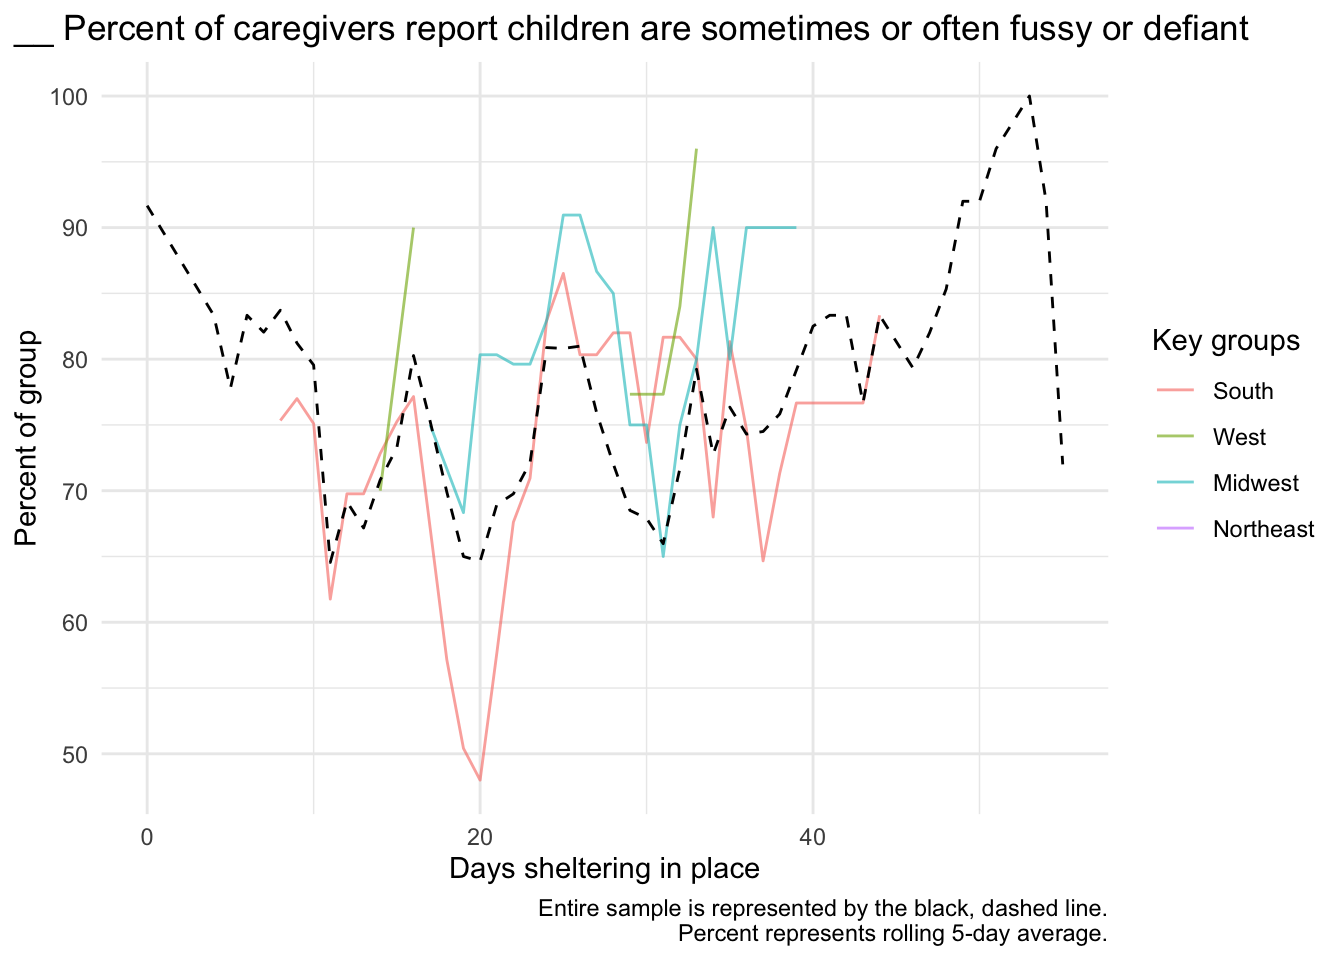 __ Percent of caregivers report children are sometimes or often fussy or defiant
Percent of group
100
90
80
70
60
50
0
20
40
Days sheltering in place
Key groups
South
West
Midwest
Northeast
Entire sample is represented by the black, dashed line.
Percent represents rolling 5-day average.